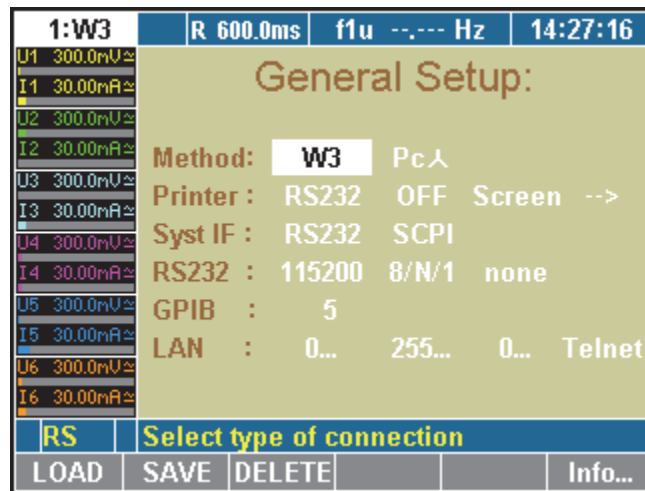 1:W3 R 600.0ms f1u --.--- Hz 14:27:16
U1 300.0mV≃
I1 30.00mA≃
U2 300.0mV≃
I2 30.00mA≃
U3 300.0mV≃
I3 30.00mA≃
U4 300.0mV≃
I4 30.00mA≃
U5 300.0mV≃
I5 30.00mA≃
U6 300.0mV≃
I6 30.00mA≃
General Setup:
Method: W3 Pc⅄
Printer : RS232 OFF Screen -->
Syst IF : RS232 SCPI
RS232 : 115200 8/N/1 none
GPIB : 5
LAN : 0... 255... 0... Telnet
RS Select type of connection
LOAD SAVE DELETE Info...